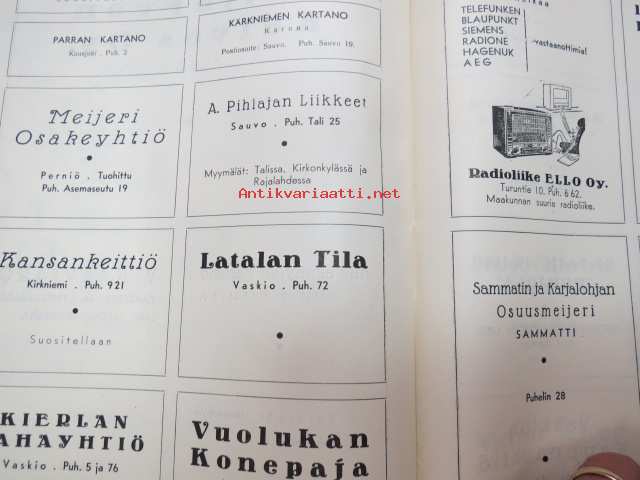 PARRAN KARTANO
Kuusjoki . Puh. 2
KARKNIEMEN KARTANO
Karuna
Postiosoite: Sauvo. Puh. Sauvo 19.
Meijeri
Osakeyhtiö
Perniö . Tuohittu
Puh. Asemaseutu 19
A. Pihlajan Liikkeet
Sauvo . Puh. Tali 25
Myymälät: Talissa, Kirkonkylässä ja
Rajalahdessa
Antikvariaatti.net
Kansankeittiö
Kirkniemi . Puh. 921
Suositellaan
Latalan Tila
Vaskio . Puh. 72
KIERLAN
Vaskio . Puh. 5 ja 76
Vuolukan
Konepaja
TELEFUNKEN
BLAUPUNKT
SIEMENS
RADIONE
HAGENUK
AEG
-vastaanottimia!
Radioliike ELLO Oy.
Turuntie 10. Puh. 6 62.
Maakunnan suuris radioliike.
Sammatin ja Karjalohjan
Osuusmeijeri
SAMMATTI
Puhelin 28